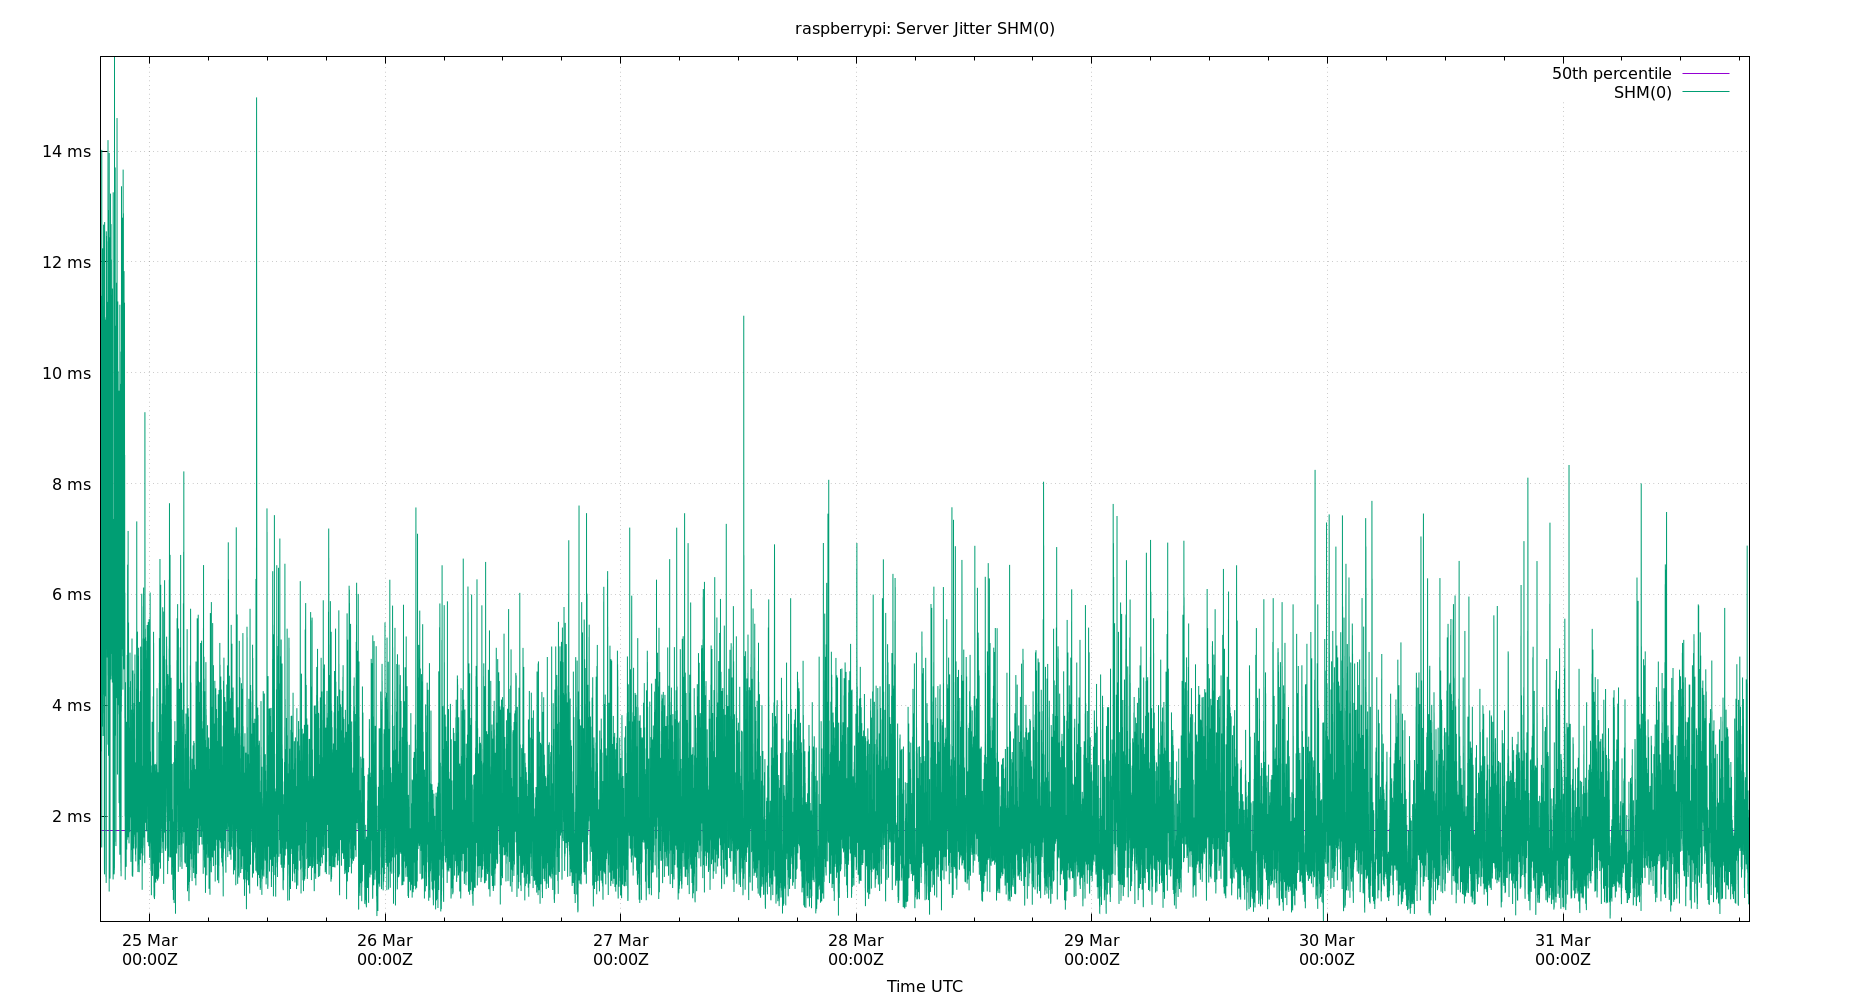 raspberrypi: Server Jitter SHM(0)
50th percentile
SHM(0)
14 ms
12 ms
10 ms
8 ms
6 ms
4 ms
2 ms
25 Mar 26 Mar 27 Mar 28 Mar 29 Mar 30 Mar 31 Mar
00:00Z 00:00Z 00:00Z 00:00Z 00:00Z 00:00Z 00:00Z
Time UTC